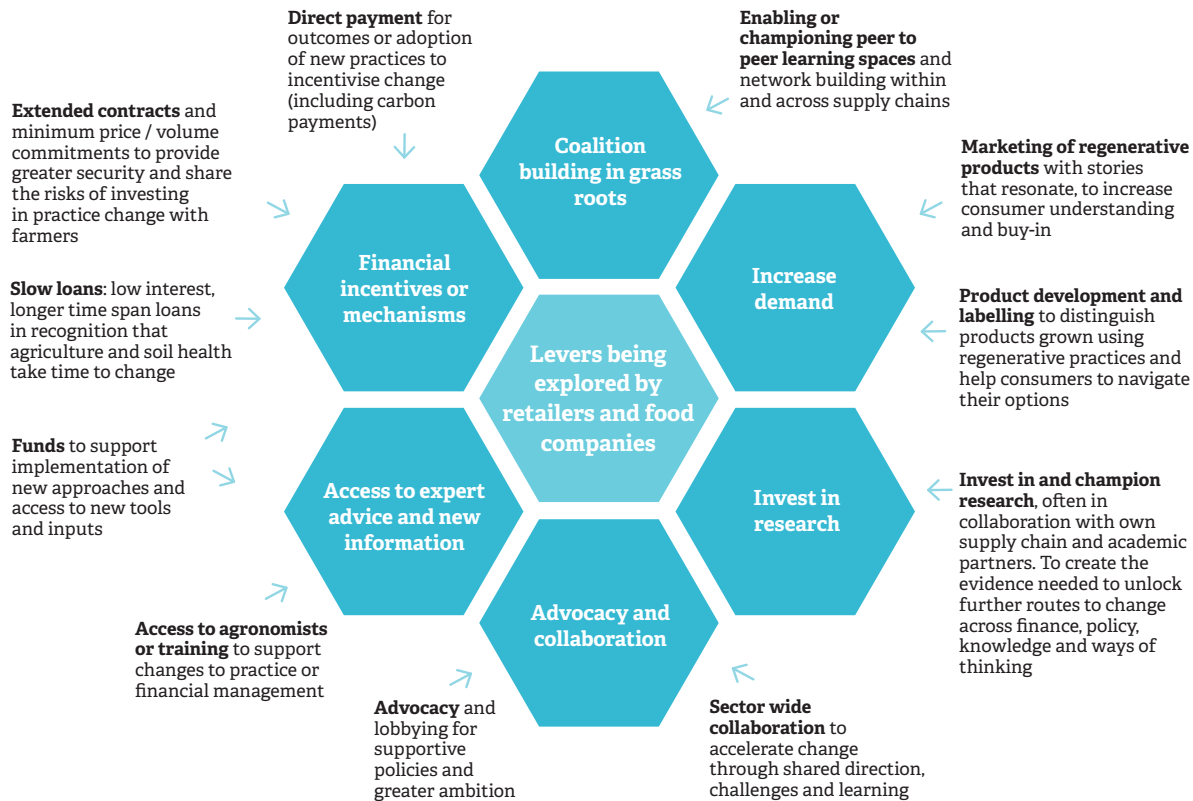 Direct payment for
outcomes or adoption
of new practices to
incentivise change
(including carbon
payments)
Enabling or
championing peer to
peer learning spaces and
network building within
and across supply chains
Extended contracts and
minimum price / volume
commitments to provide
greater security and share
the risks of investing
in practice change with
farmers
Coalition
building in grass
roots
Marketing of regenerative
products with stories
that resonate, to increase
consumer understanding
and buy-in
Financial
incentives or
mechanisms
Increase
demand
Slow loans: low interest,
longer time span loans
in recognition that
agriculture and soil health
take time to change
Product development and
labelling to distinguish
products grown using
regenerative practices and
help consumers to navigate
their options
Levers being
explored by
retailers and food
companies
Funds to support
implementation of
new approaches and
access to new tools
and inputs
Access to expert
advice and new
information
Invest in
research
Invest in and champion
research, often in
collaboration with own
supply chain and academic
partners. To create the
evidence needed to unlock
further routes to change
across finance, policy,
knowledge and ways of
thinking
Advocacy and
collaboration
Access to agronomists
or training to support
changes to practice or
financial management
Advocacy and
lobbying for
supportive
policies and
greater ambition
Sector wide
collaboration to
accelerate change
through shared direction,
challenges and learning